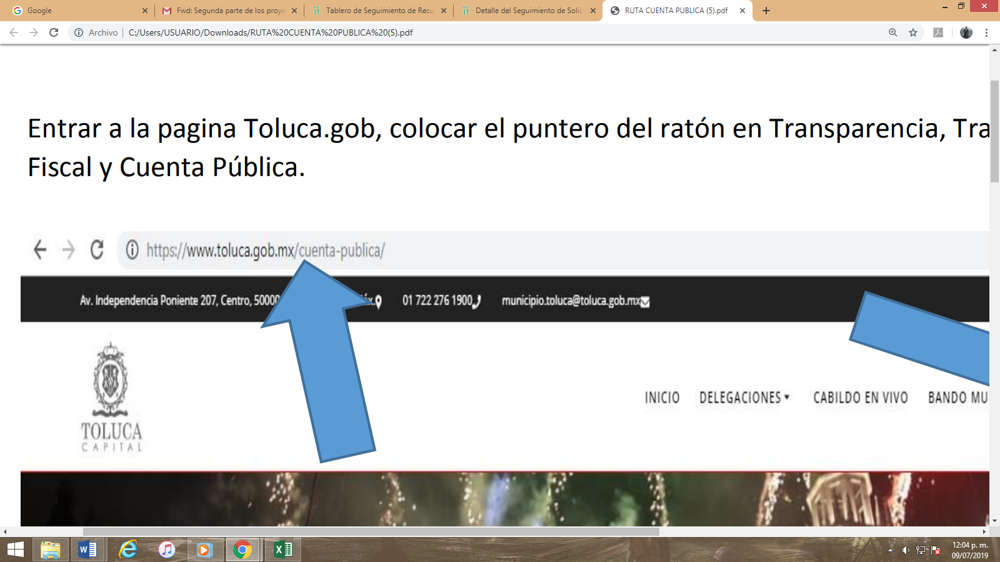 Google
Fwd: Segunda parte de los proye
Tablero de Seguimiento de Recu
Detalle del Seguimiento de Solic
RUTA CUENTA PUBLICA (5).pdf
Archivo
C:/Users/USUARIO/Downloads/RUTA%20CUENTA%20PUBLICA%20(5).pdf
Entrar a la pagina Toluca.gob, colocar el puntero del ratón en Transparencia, Tra
Fiscal y Cuenta Pública.
https://www.toluca.gob.mx/cuenta-publica/
Av. Independencia Poniente 207, Centro, 5000
01 722 276 1900
municipio.toluca@toluca.gob.mx
TOLUCA
CAPITAL
INICIO
DELEGACIONES
CABILDO EN VIVO
BANDO MU
12:04 p. m.
09/07/2019